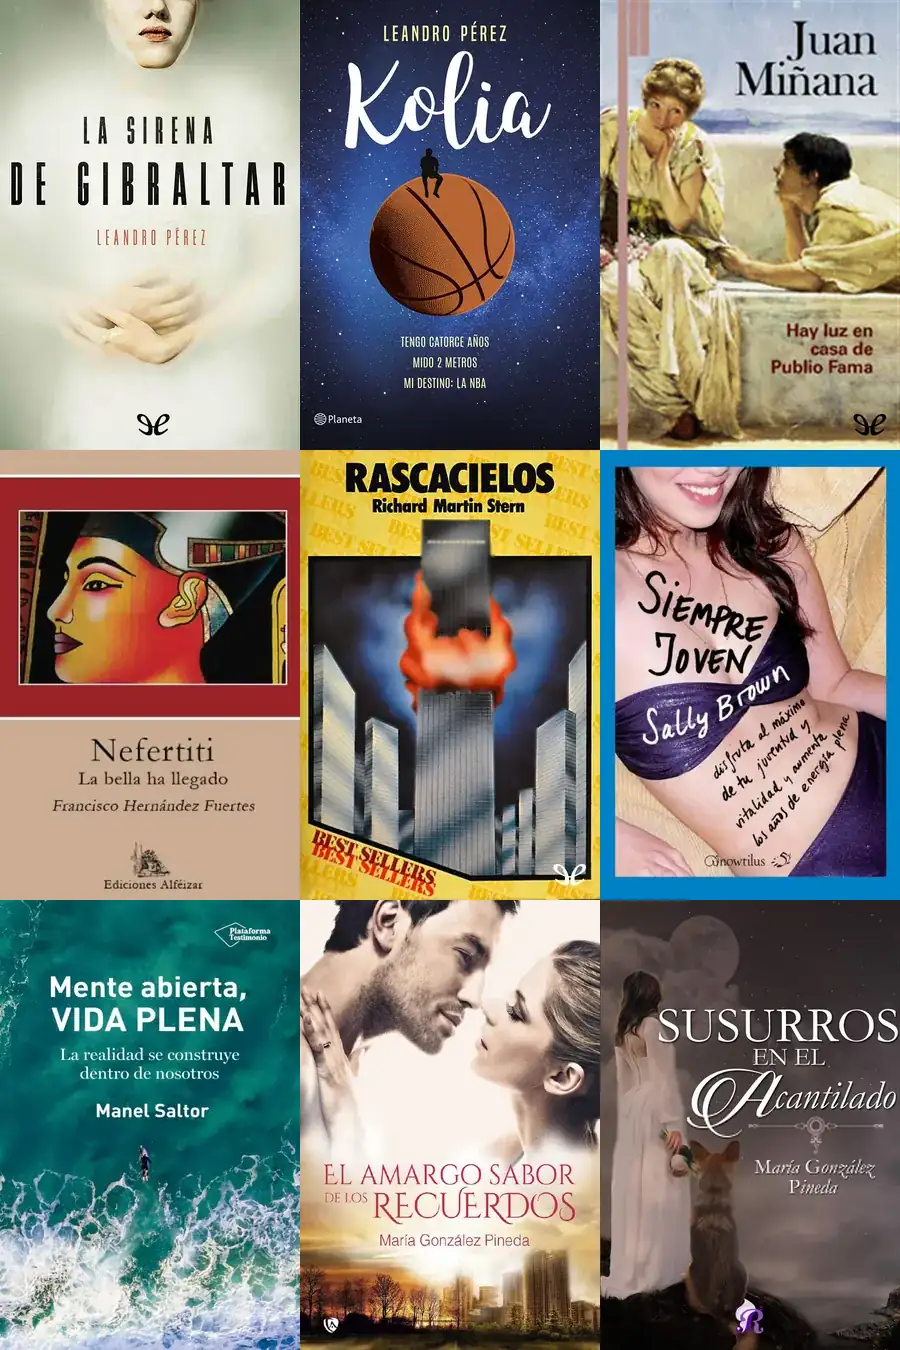 LA SIRENA
DE GIBRALTAR
LEANDRO PÉREZ
LEANDRO PÉREZ
Kolia
TENGO CATORCE AÑOS
MIDO 2 METROS
MI DESTINO: LA NBA
Planeta
Juan
Miñana
Hay luz en
casa de
Publio Fama
Nefertiti
La bella ha llegado
Francisco Hernández Fuertes
Ediciones Alféizar
RASCACIELOS
Richard Martin Stern
BEST SELLERS
BEST SELLERS
SIEMPRE
JOVEN
Sally Brown
disfruta al máximo
de tu juventud y
vitalidad y aumenta
los años de energía plena
nowtilus
Plataforma
Testimonio
Mente abierta,
VIDA PLENA
La realidad se construye
dentro de nosotros
Manel Saltor
EL AMARGO SABOR
DE LOS RECUERDOS
María González Pineda
SUSURROS
EN EL
Acantilado
María González
Pineda
R